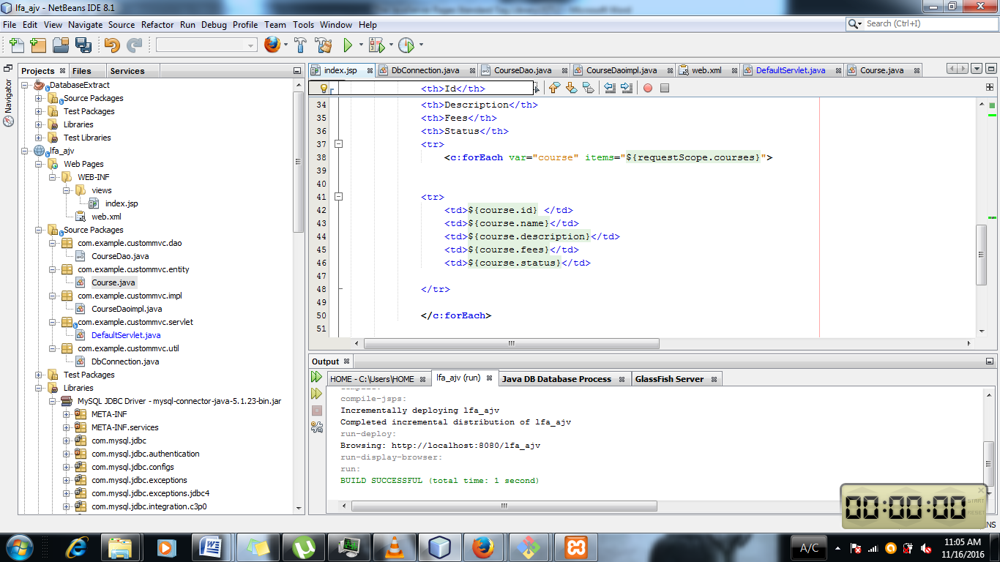 lfa_ajv - NetBeans IDE 8.1
File Edit View Navigate Source Refactor Run Debug Profile Team Tools Window Help
Search (Ctrl+I)
Navigator
Projects Files Services
DatabaseExtract
Source Packages
Test Packages
Libraries
Test Libraries
lfa_ajv
Web Pages
WEB-INF
views
index.jsp
web.xml
Source Packages
com.example.custommvc.dao
CourseDao.java
com.example.custommvc.entity
Course.java
com.example.custommvc.impl
CourseDaoimpl.java
com.example.custommvc.servlet
DefaultServlet.java
com.example.custommvc.util
DbConnection.java
Test Packages
Libraries
MySQL JDBC Driver - mysql-connector-java-5.1.23-bin.jar
META-INF
META-INF.services
com.mysql.jdbc
com.mysql.jdbc.authentication
com.mysql.jdbc.configs
com.mysql.jdbc.exceptions
com.mysql.jdbc.exceptions.jdbc4
com.mysql.jdbc.integration.c3p0
index.jsp DbConnection.java CourseDao.java CourseDaoimpl.java web.xml DefaultServlet.java Course.java
<th>Id</th>
34 <th>Description</th>
35 <th>Fees</th>
36 <th>Status</th>
37 <tr>
38 <c:forEach var="course" items="${requestScope.courses}">
39
40
41 <tr>
42 <td>${course.id} </td>
43 <td>${course.name}</td>
44 <td>${course.description}</td>
45 <td>${course.fees}</td>
46 <td>${course.status}</td>
47
48 </tr>
49
50 </c:forEach>
51
Output
HOME - C:\Users\HOME lfa_ajv (run) Java DB Database Process GlassFish Server
compile-jsps:
Incrementally deploying lfa_ajv
Completed incremental distribution of lfa_ajv
run-deploy:
Browsing: http://localhost:8080/lfa_ajv
run-display-browser:
run:
BUILD SUCCESSFUL (total time: 1 second)
00:00:00
START
RESET
A/C
11:05 AM
11/16/2016